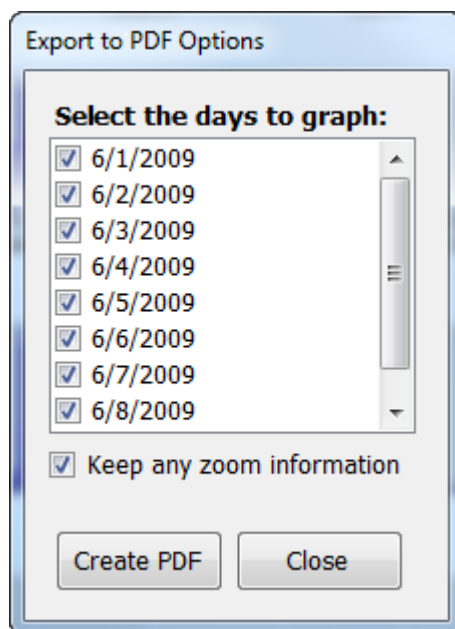 Export to PDF Options
Select the days to graph:
6/1/2009
6/2/2009
6/3/2009
6/4/2009
6/5/2009
6/6/2009
6/7/2009
6/8/2009
Keep any zoom information
Create PDF Close